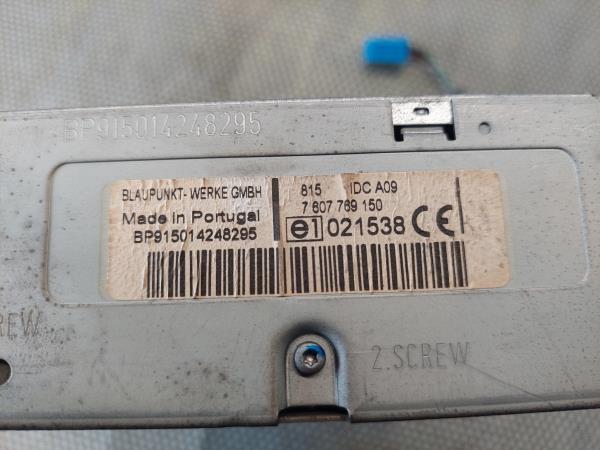 BP915014248295
BLAUPUNKT-WERKE GMBH 815 IDC A09
Made in Portugal 7 607 769 150
BP915014248295 e1 021538 CE
2.SCREW